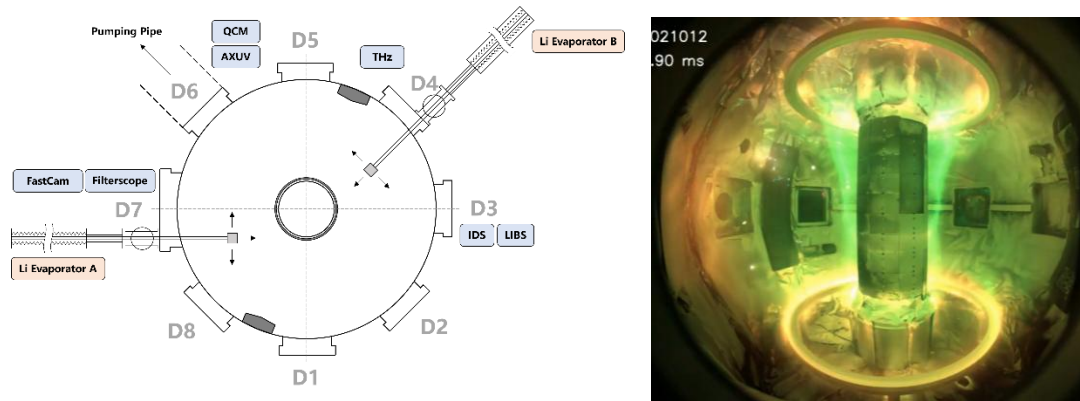 Pumping Pipe
QCM
AXUV
D5
THz
Li Evaporator B
D4
D6
FastCam
Filterscope
D7
D3
IDS
LIBS
Li Evaporator A
D8
D2
D1
021012
.90 ms